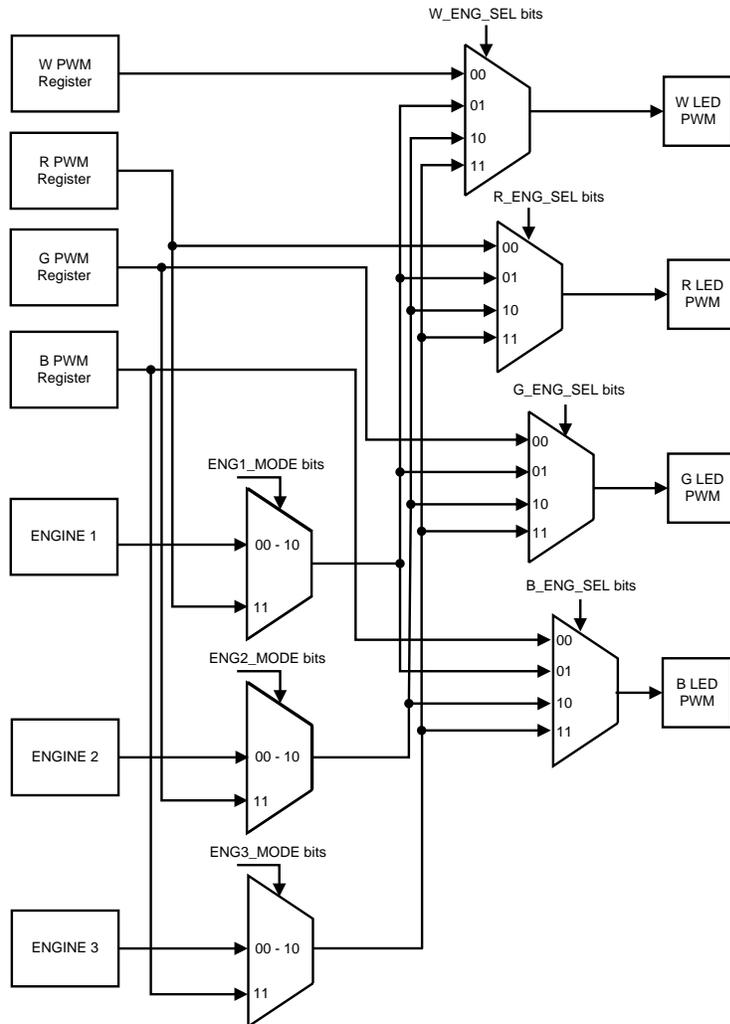 W_ENG_SEL bits
W PWM
Register
00
01
10
11
W LED
PWM
R PWM
Register
R_ENG_SEL bits
00
01
10
11
R LED
PWM
G PWM
Register
B PWM
Register
G_ENG_SEL bits
00
01
10
11
G LED
PWM
ENG1_MODE bits
ENGINE 1
00 - 10
11
B_ENG_SEL bits
00
01
10
11
B LED
PWM
ENG2_MODE bits
ENGINE 2
00 - 10
11
ENG3_MODE bits
ENGINE 3
00 - 10
11